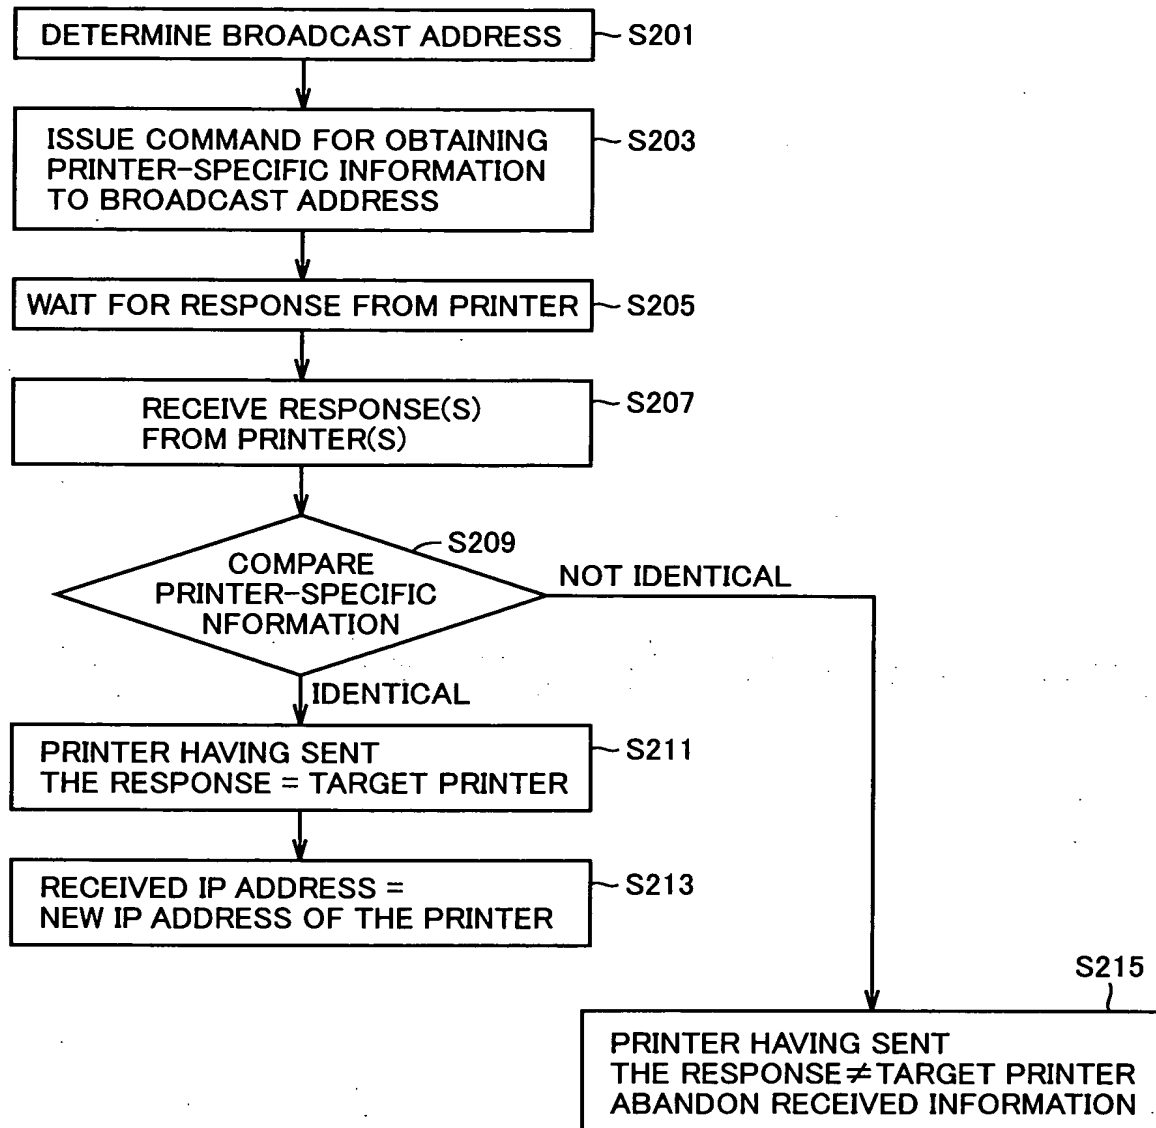 DETERMINE BROADCAST ADDRESS
S201
ISSUE COMMAND FOR OBTAINING
PRINTER-SPECIFIC INFORMATION
TO BROADCAST ADDRESS
S203
WAIT FOR RESPONSE FROM PRINTER
S205
RECEIVE RESPONSE(S)
FROM PRINTER(S)
S207
S209
COMPARE
PRINTER-SPECIFIC
NFORMATION
NOT IDENTICAL
IDENTICAL
PRINTER HAVING SENT
THE RESPONSE = TARGET PRINTER
S211
RECEIVED IP ADDRESS =
NEW IP ADDRESS OF THE PRINTER
S213
S215
PRINTER HAVING SENT
THE RESPONSE≠TARGET PRINTER
ABANDON RECEIVED INFORMATION